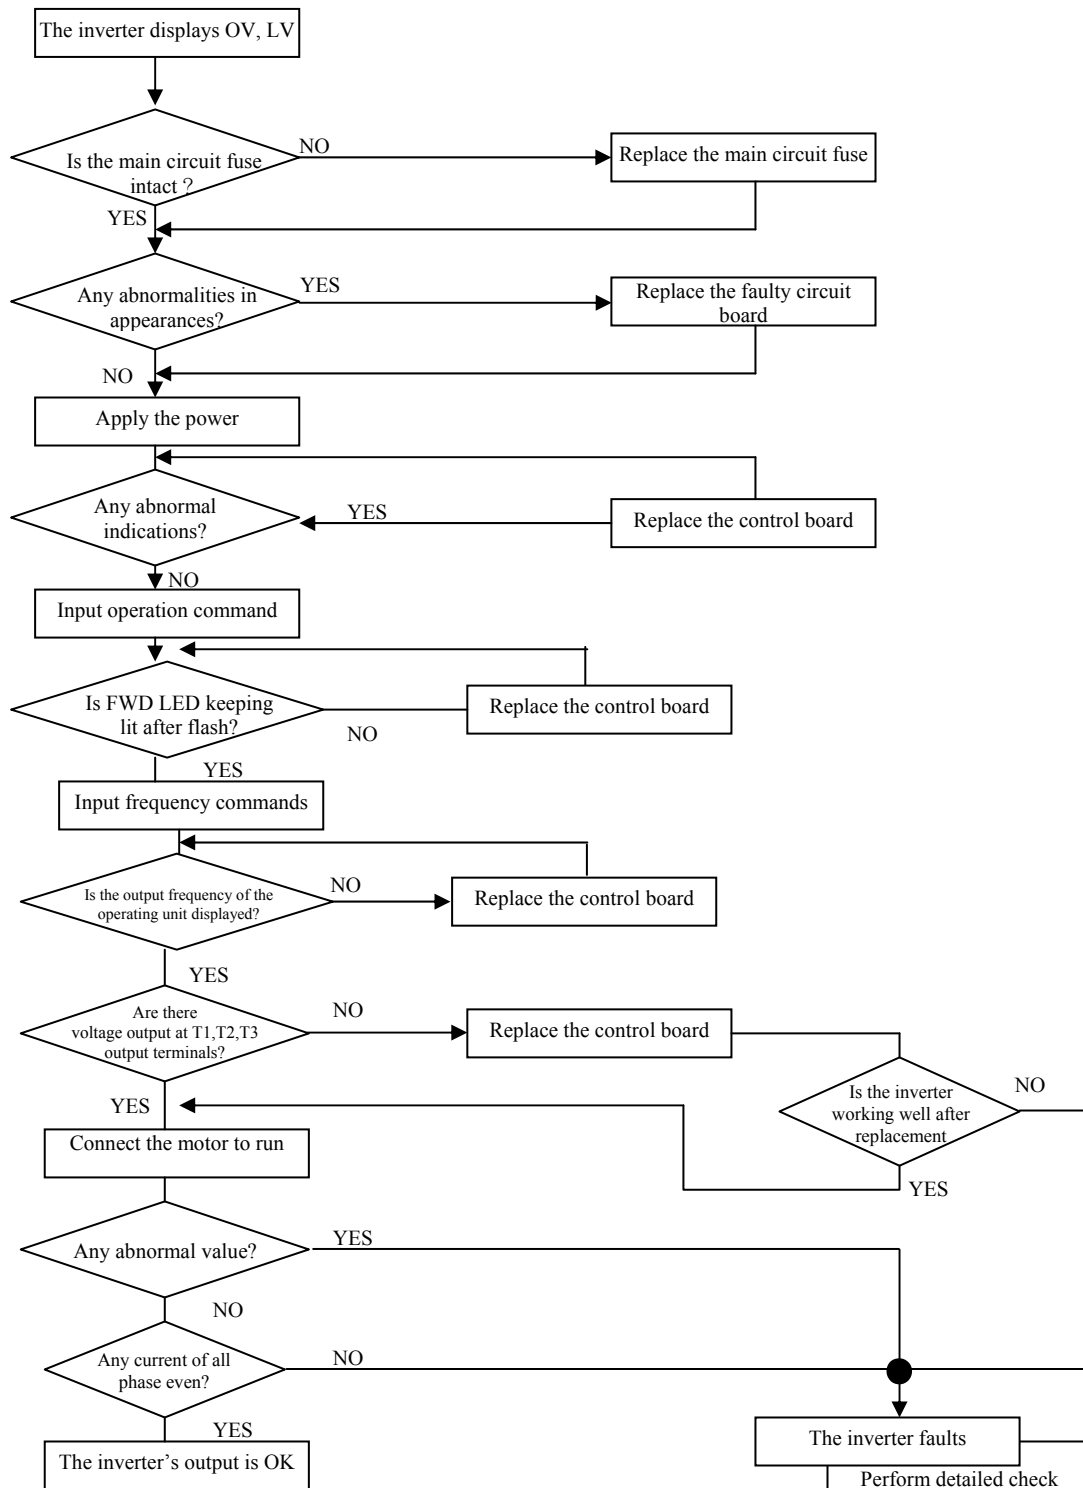 The inverter displays OV, LV
Is the main circuit fuse
intact？
NO
Replace the main circuit fuse
YES
Any abnormalities in
appearances?
YES
Replace the faulty circuit
board
NO
Apply the power
Any abnormal
indications?
YES
Replace the control board
NO
Input operation command
Is FWD LED keeping
lit after flash?
NO
Replace the control board
YES
Input frequency commands
Is the output frequency of the
operating unit displayed?
NO
Replace the control board
YES
Are there
voltage output at T1,T2,T3
output terminals?
NO
Replace the control board
Is the inverter
working well after
replacement
NO
YES
YES
Connect the motor to run
Any abnormal value?
YES
NO
Any current of all
phase even?
NO
YES
The inverter’s output is OK
The inverter faults
Perform detailed check